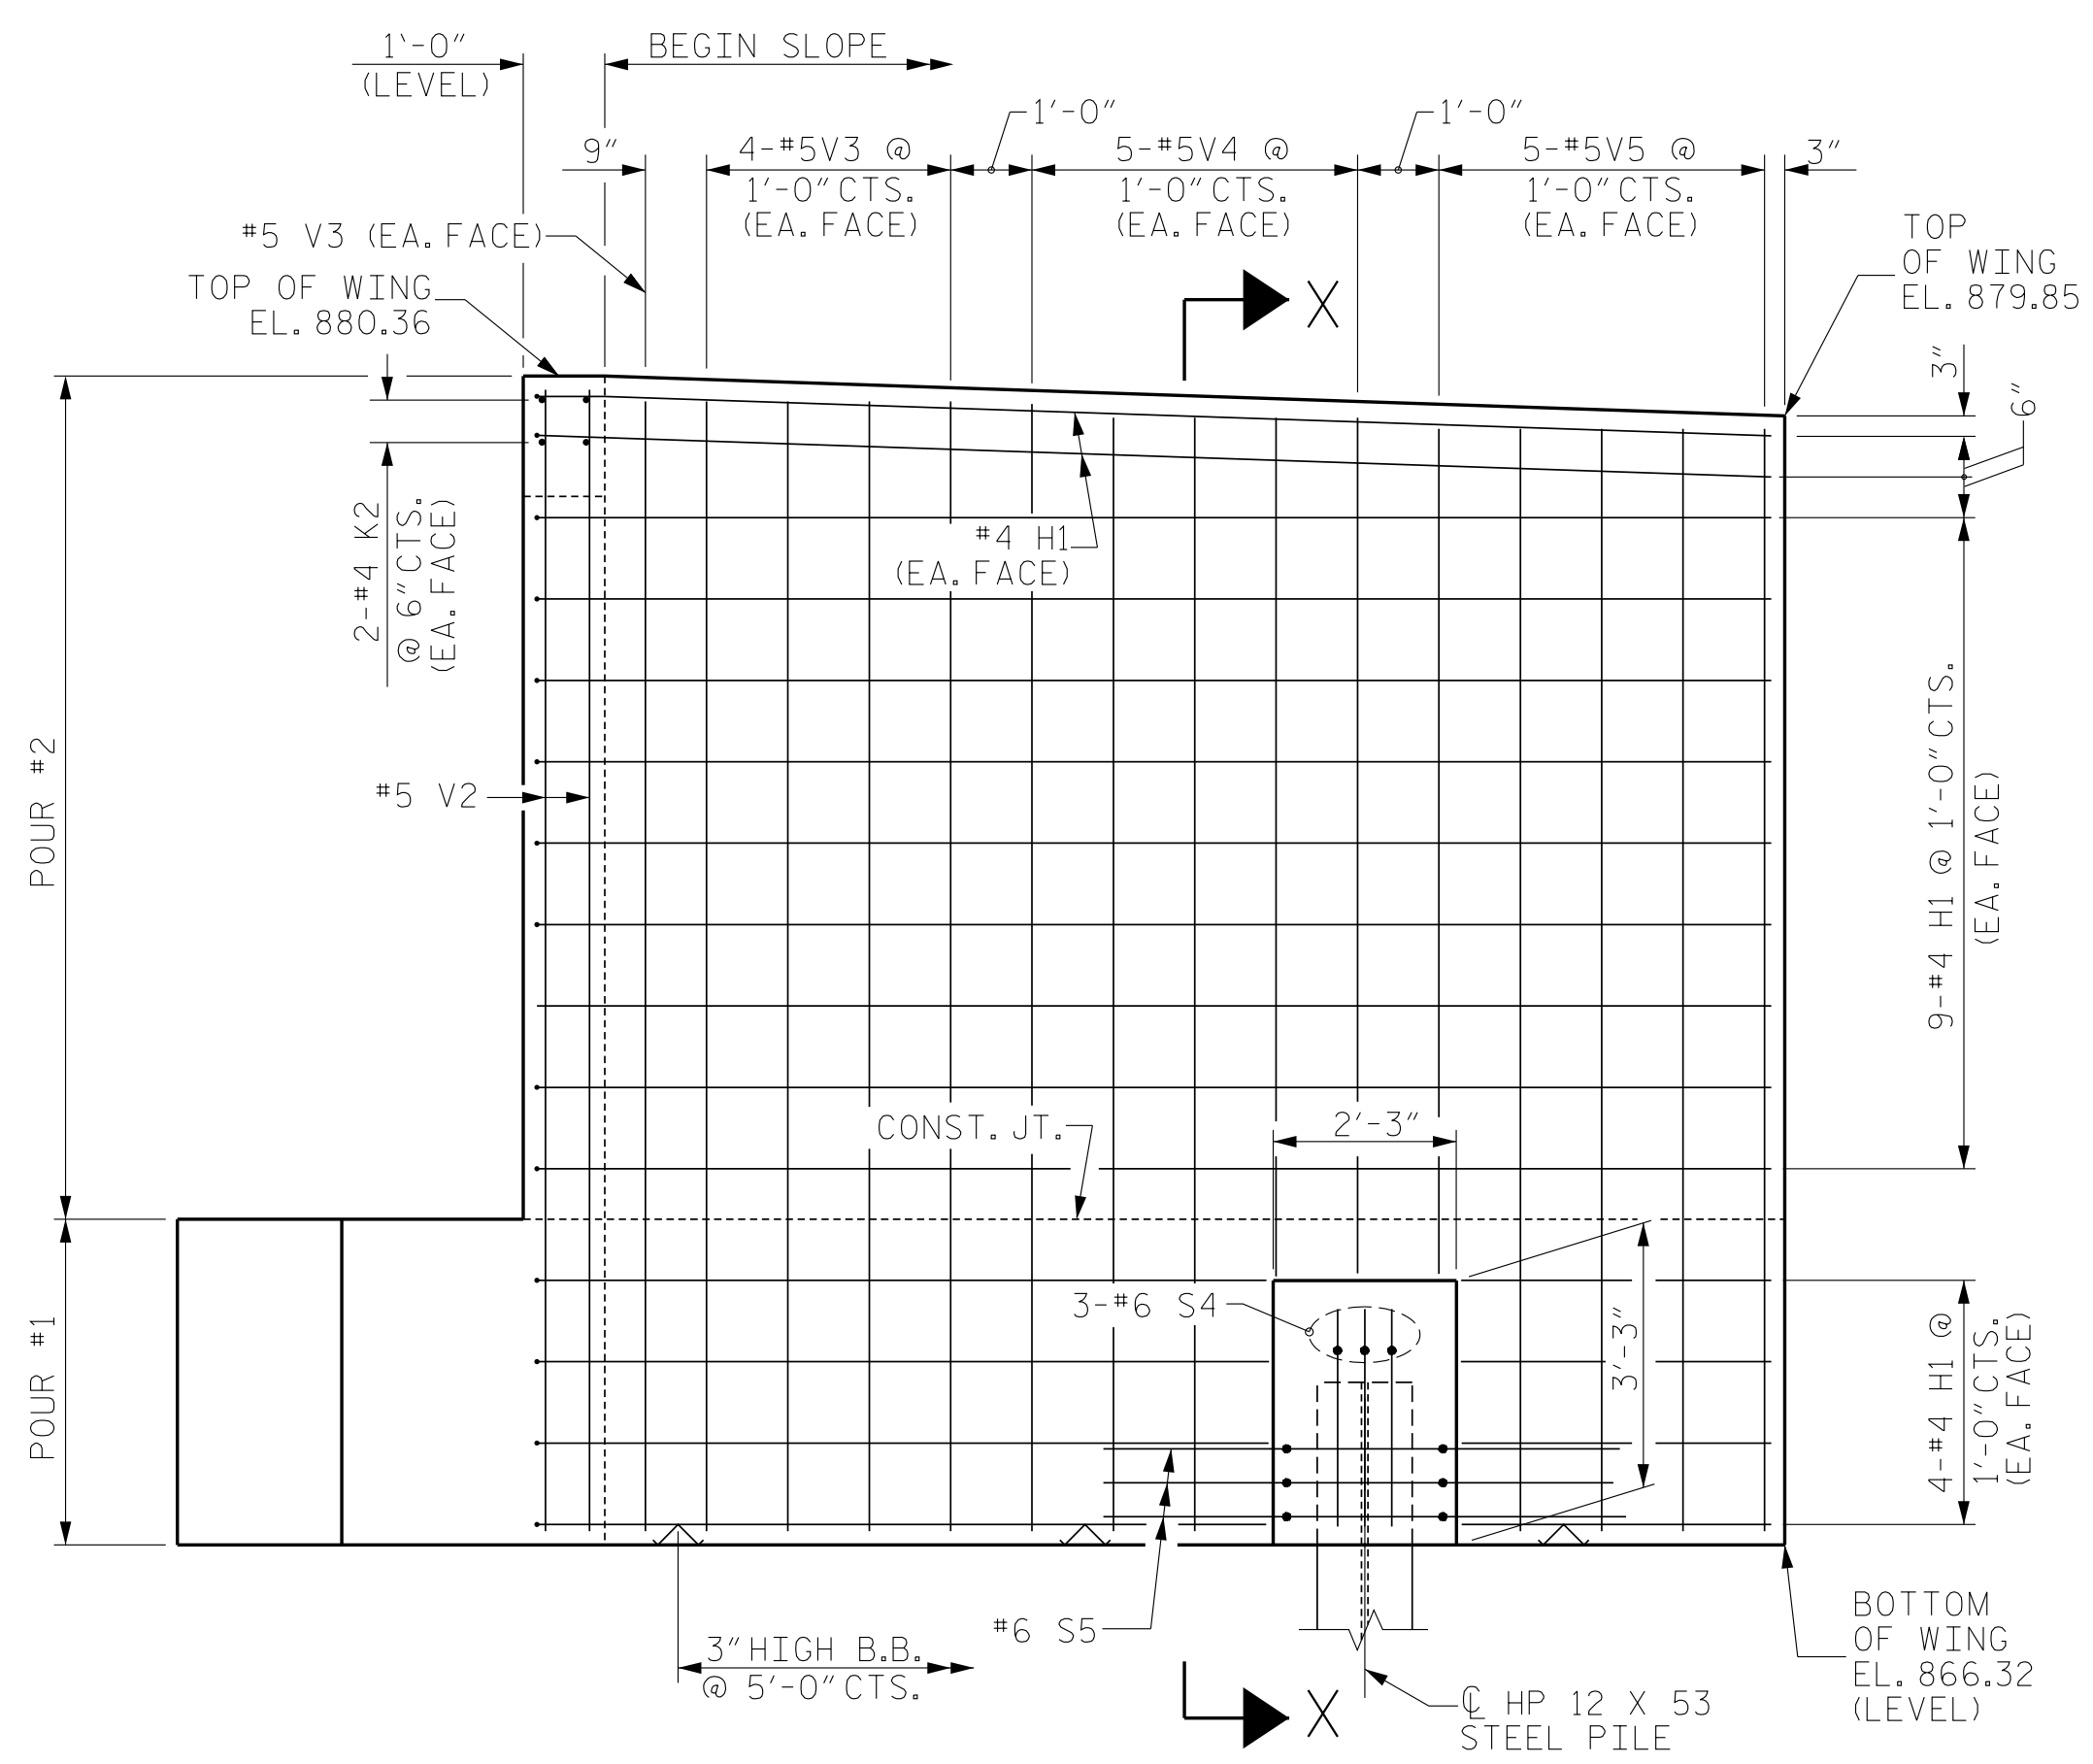 1'-0"
(LEVEL)
BEGIN SLOPE
1'-0"
1'-0"
9"
4-#5V3 @
1'-0"CTS.
(EA. FACE)
5-#5V4 @
1'-0"CTS.
(EA. FACE)
5-#5V5 @
1'-0"CTS.
(EA. FACE)
3"
#5 V3 (EA. FACE)
TOP OF WING
EL. 880.36
TOP
OF WING
EL. 879.85
X
3"
6"
2-#4 K2
@ 6"CTS.
(EA. FACE)
#4 H1
(EA. FACE)
POUR #2
#5 V2
9-#4 H1 @ 1'-0"CTS.
(EA. FACE)
CONST. JT.
2'-3"
POUR #1
3-#6 S4
3'-3"
4-#4 H1 @
1'-0"CTS.
(EA. FACE)
#6 S5
3"HIGH B.B.
@ 5'-0"CTS.
X
℄ HP 12 X 53
STEEL PILE
BOTTOM
OF WING
EL. 866.32
(LEVEL)